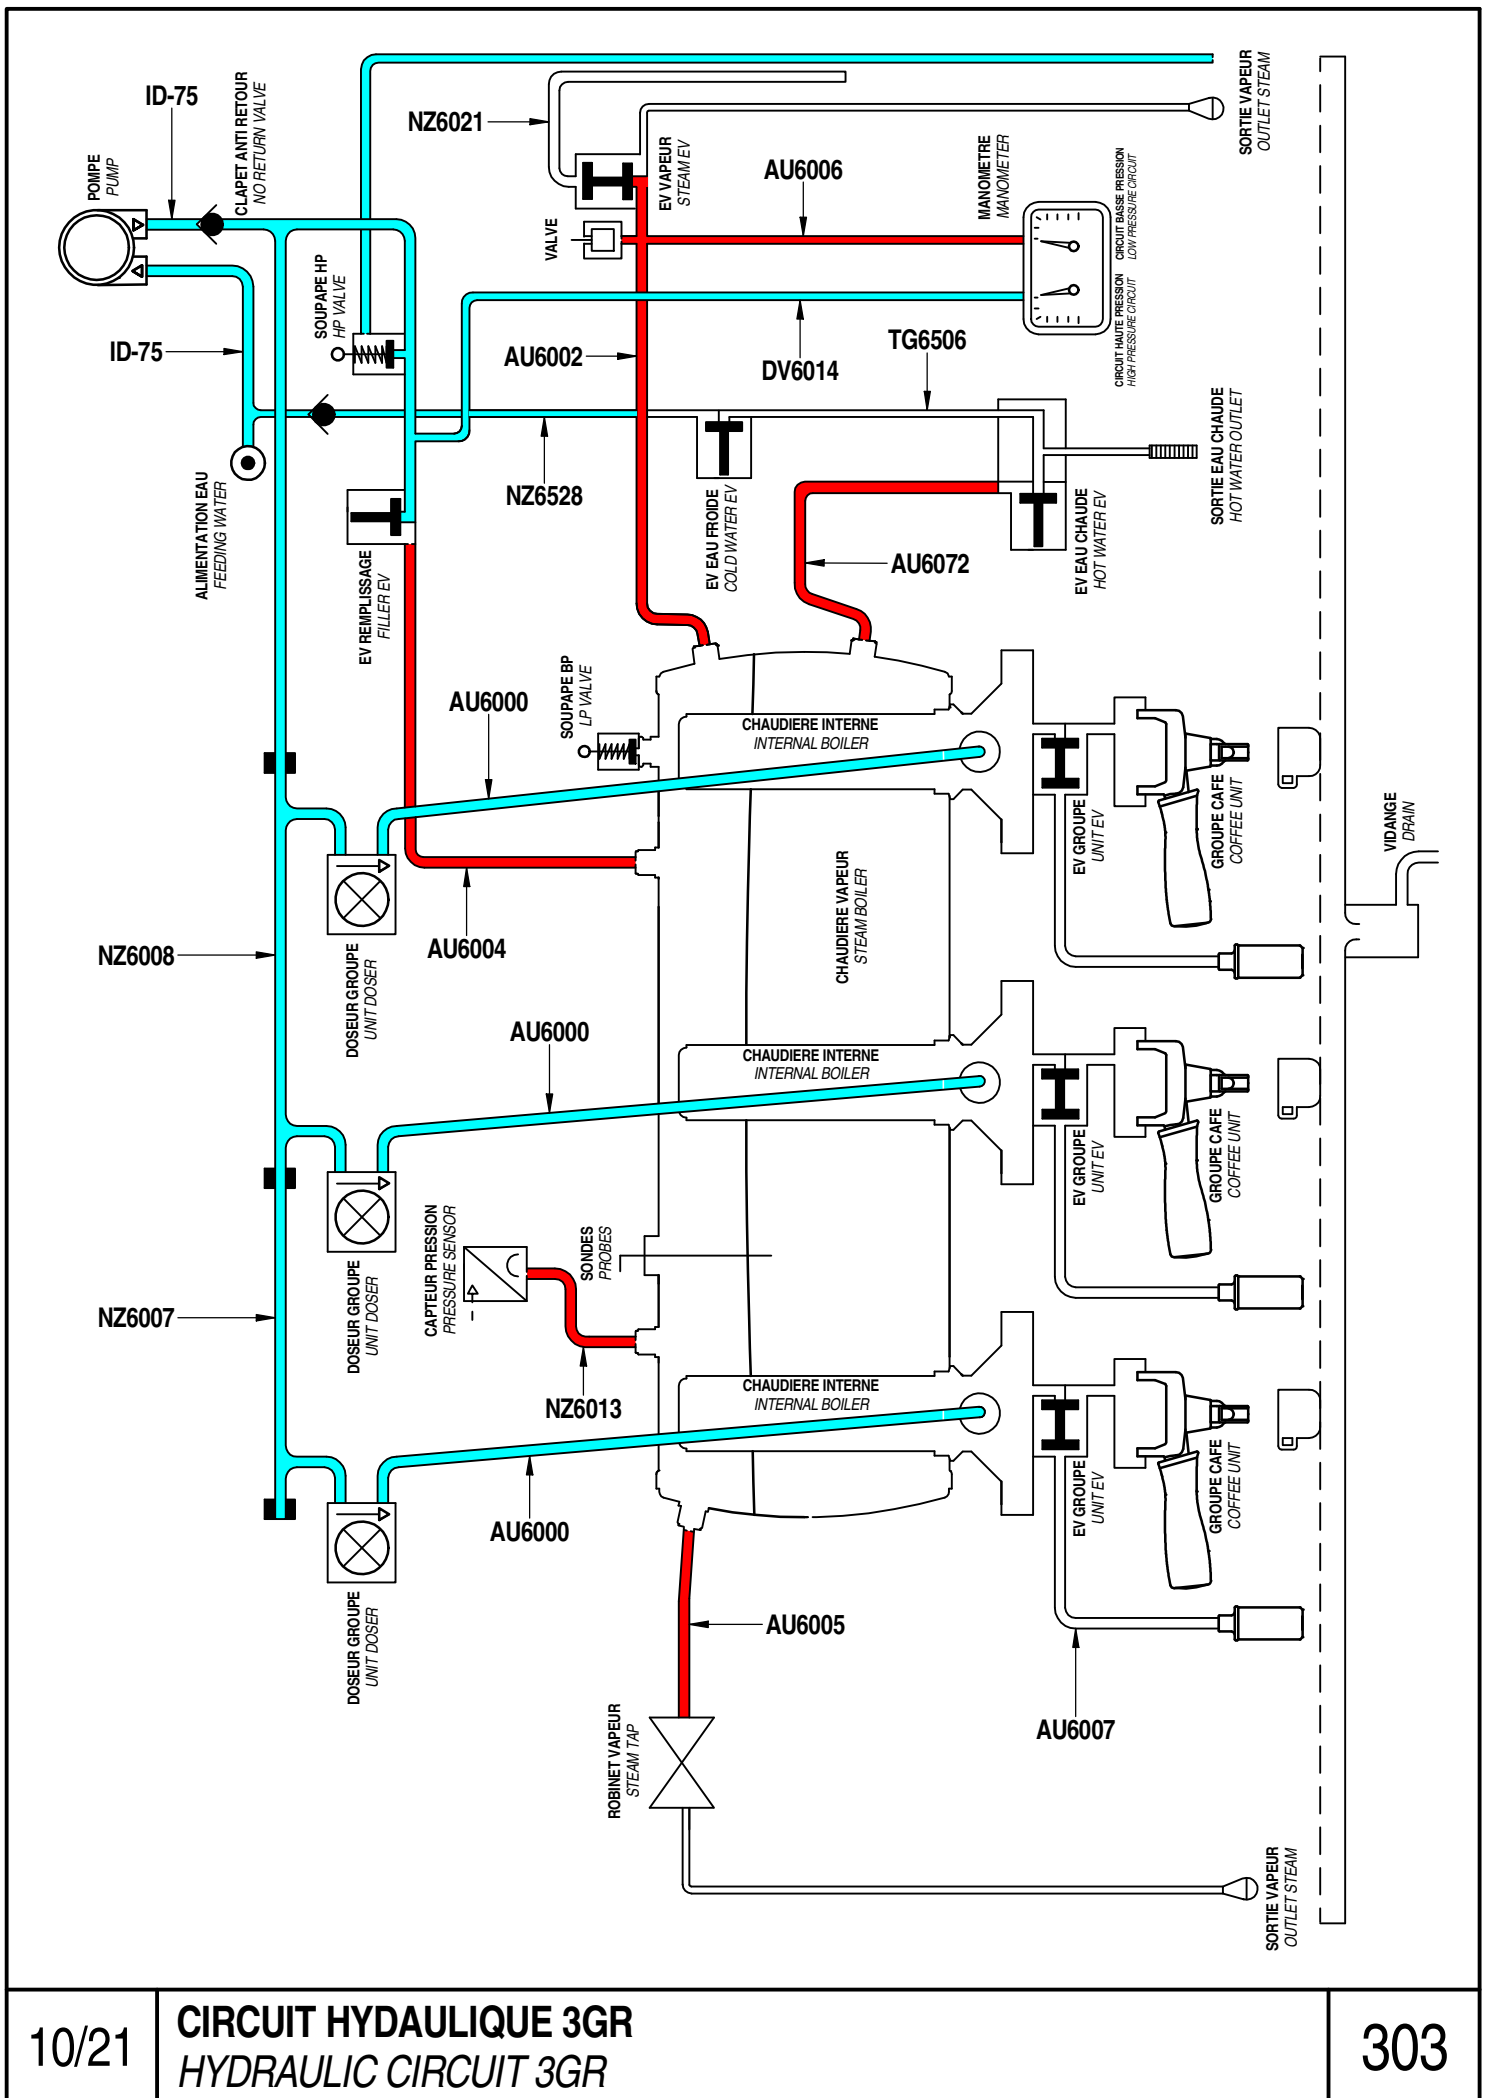 ID-75
POMPE
PUMP
CLAPET ANTI RETOUR
NO RETURN VALVE
NZ6021
EV VAPEUR
STEAM EV
AU6006
MANOMETRE
MANOMETER
CIRCUIT BASSE PRESSION
LOW PRESSURE CIRCUIT
CIRCUIT HAUTE PRESSION
HIGH PRESSURE CIRCUIT
SORTIE VAPEUR
OUTLET STEAM
VALVE
SOUPAPE HP
HP VALVE
ID-75
AU6002
DV6014
TG6506
ALIMENTATION EAU
FEEDING WATER
NZ6528
EV EAU FROIDE
COLD WATER EV
AU6072
EV EAU CHAUDE
HOT WATER EV
SORTIE EAU CHAUDE
HOT WATER OUTLET
EV REMPLISSAGE
FILLER EV
AU6000
SOUPAPE BP
LP VALVE
CHAUDIERE INTERNE
INTERNAL BOILER
EV GROUPE
UNIT EV
GROUPE CAFE
COFFEE UNIT
VIDANGE
DRAIN
CHAUDIERE VAPEUR
STEAM BOILER
NZ6008
AU6004
DOSEUR GROUPE
UNIT DOSER
AU6000
CHAUDIERE INTERNE
INTERNAL BOILER
EV GROUPE
UNIT EV
GROUPE CAFE
COFFEE UNIT
CAPTEUR PRESSION
PRESSURE SENSOR
SONDES
PROBES
NZ6007
DOSEUR GROUPE
UNIT DOSER
NZ6013
CHAUDIERE INTERNE
INTERNAL BOILER
EV GROUPE
UNIT EV
GROUPE CAFE
COFFEE UNIT
AU6000
DOSEUR GROUPE
UNIT DOSER
AU6005
AU6007
ROBINET VAPEUR
STEAM TAP
SORTIE VAPEUR
OUTLET STEAM
10/21
CIRCUIT HYDAULIQUE 3GR
HYDRAULIC CIRCUIT 3GR
303